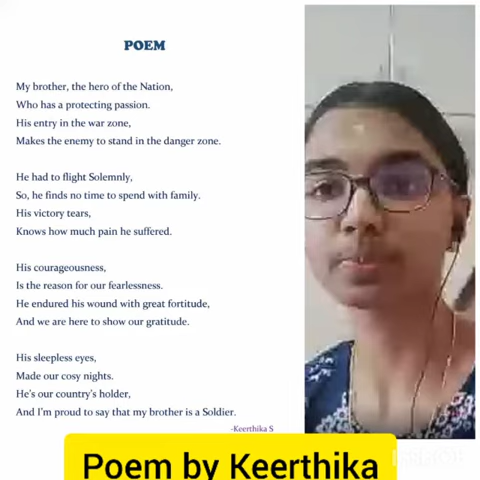 POEM
My brother, the hero of the Nation,
Who has a protecting passion.
His entry in the war zone,
Makes the enemy to stand in the danger zone.
He had to flight Solemnly,
So, he finds no time to spend with family.
His victory tears,
Knows how much pain he suffered.
His courageousness,
Is the reason for our fearlessness.
He endured his wound with great fortitude,
And we are here to show our gratitude.
His sleepless eyes,
Made our cosy nights.
He's our country's holder,
And I'm proud to say that my brother is a Soldier.
-Keerthika S
Poem by Keerthika